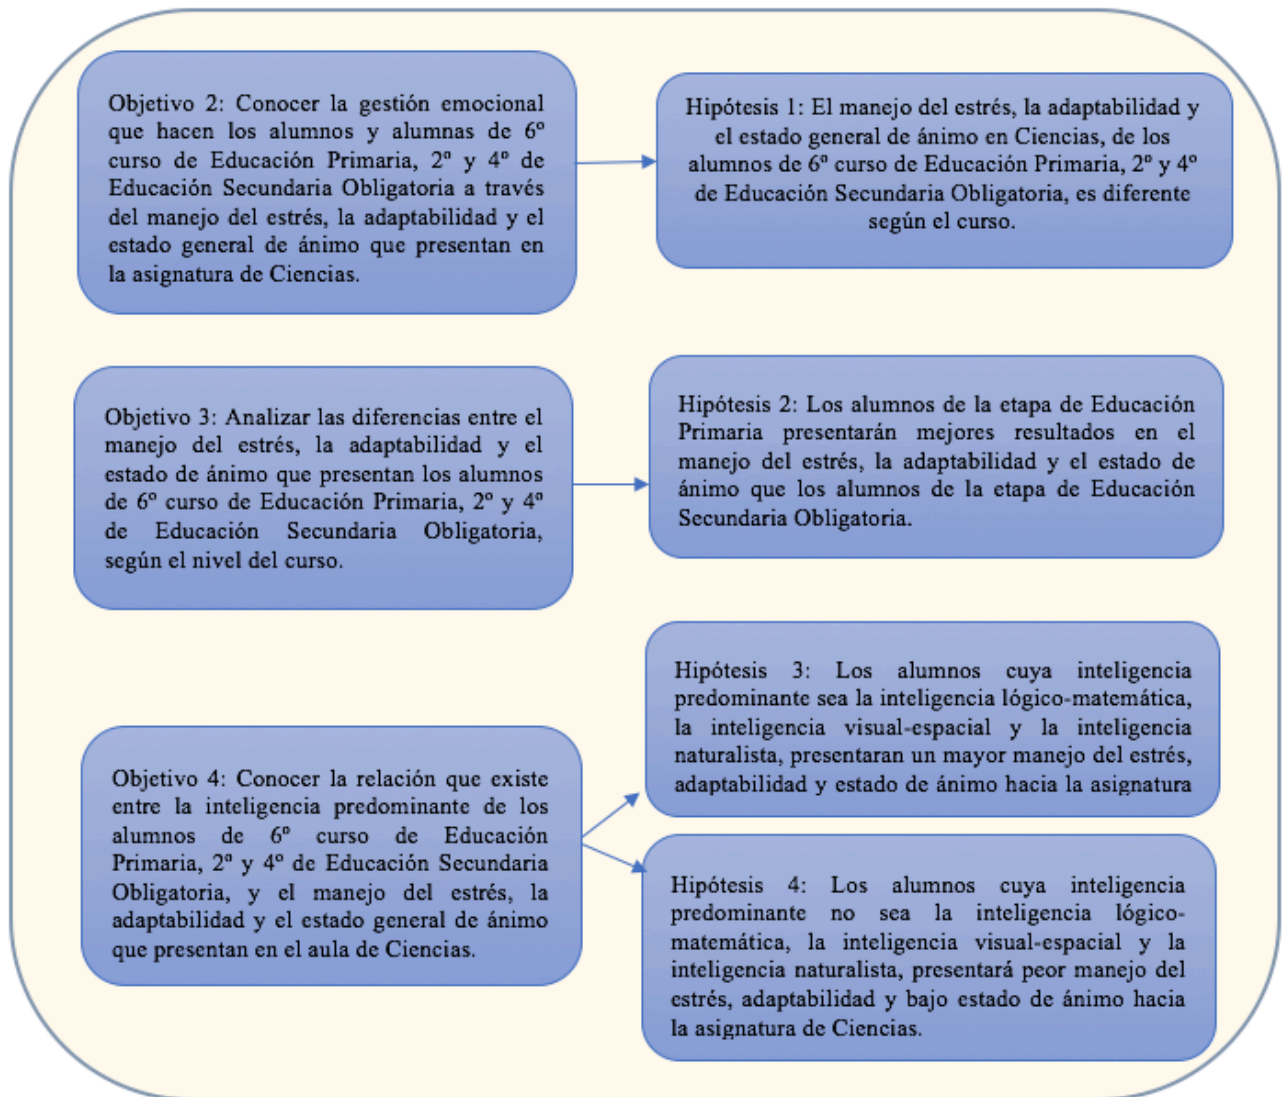 Objetivo 2: Conocer la gestión emocional
que hacen los alumnos y alumnas de 6º
curso de Educación Primaria, 2º y 4º de
Educación Secundaria Obligatoria a través
del manejo del estrés, la adaptabilidad y el
estado general de ánimo que presentan en
la asignatura de Ciencias.
Hipótesis 1: El manejo del estrés, la adaptabilidad y
el estado general de ánimo en Ciencias, de los
alumnos de 6º curso de Educación Primaria, 2º y 4º
de Educación Secundaria Obligatoria, es diferente
según el curso.
Objetivo 3: Analizar las diferencias entre el
manejo del estrés, la adaptabilidad y el
estado de ánimo que presentan los alumnos
de 6º curso de Educación Primaria, 2º y 4º
de Educación Secundaria Obligatoria,
según el nivel del curso.
Hipótesis 2: Los alumnos de la etapa de Educación
Primaria presentarán mejores resultados en el
manejo del estrés, la adaptabilidad y el estado de
ánimo que los alumnos de la etapa de Educación
Secundaria Obligatoria.
Objetivo 4: Conocer la relación que existe
entre la inteligencia predominante de los
alumnos de 6º curso de Educación
Primaria, 2º y 4º de Educación Secundaria
Obligatoria, y el manejo del estrés, la
adaptabilidad y el estado general de ánimo
que presentan en el aula de Ciencias.
Hipótesis 3: Los alumnos cuya inteligencia
predominante sea la inteligencia lógico-matemática,
la inteligencia visual-espacial y la inteligencia
naturalista, presentaran un mayor manejo del estrés,
adaptabilidad y estado de ánimo hacia la asignatura
Hipótesis 4: Los alumnos cuya inteligencia
predominante no sea la inteligencia lógico-
matemática, la inteligencia visual-espacial y la
inteligencia naturalista, presentará peor manejo del
estrés, adaptabilidad y bajo estado de ánimo hacia
la asignatura de Ciencias.